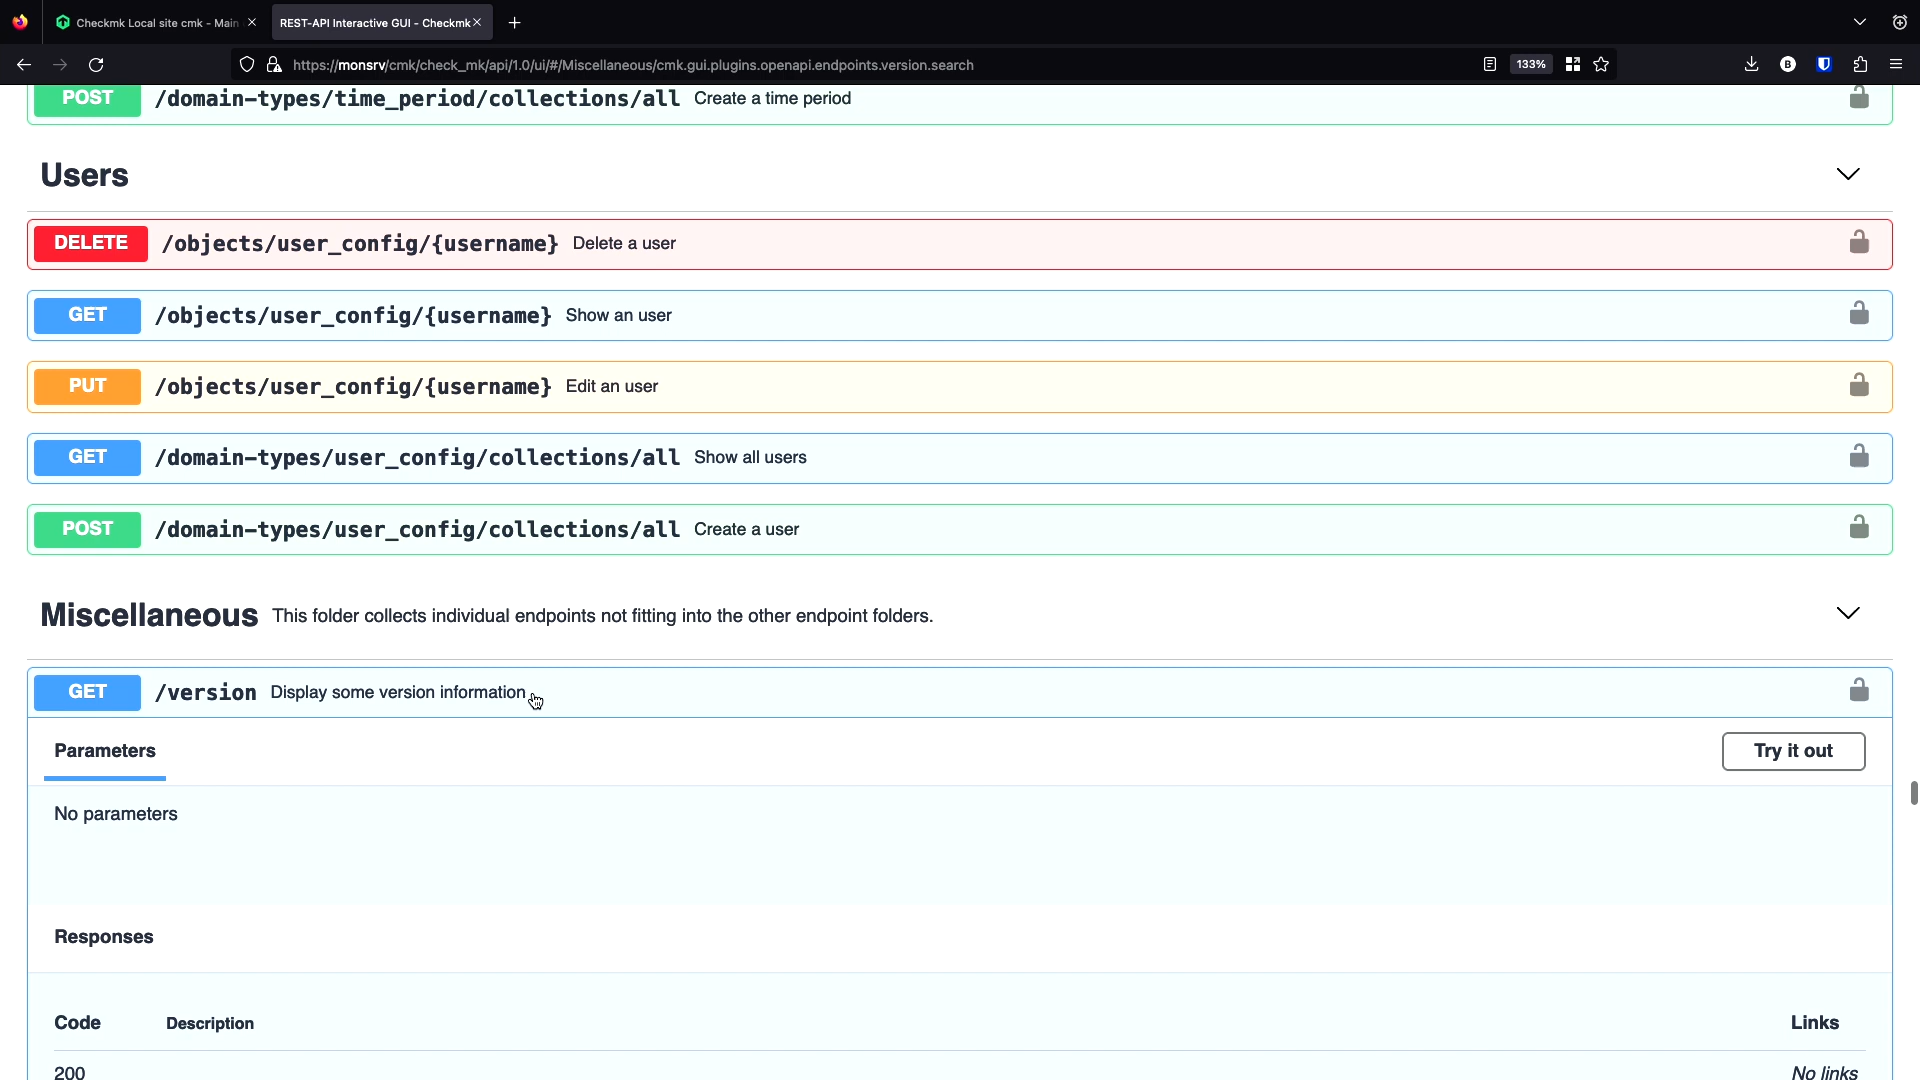 Checkmk Local site cmk - Main
REST-API Interactive GUI - Checkmk
https://monsrv/cmk/check_mk/api/1.0/ui/#/Miscellaneous/cmk.gui.plugins.openapi.endpoints.version.search
133%
B
POST /domain-types/time_period/collections/all Create a time period
Users
DELETE /objects/user_config/{username} Delete a user
GET /objects/user_config/{username} Show an user
PUT /objects/user_config/{username} Edit an user
GET /domain-types/user_config/collections/all Show all users
POST /domain-types/user_config/collections/all Create a user
Miscellaneous This folder collects individual endpoints not fitting into the other endpoint folders.
GET /version Display some version information
Parameters
Try it out
No parameters
Responses
Code Description Links
200 No links